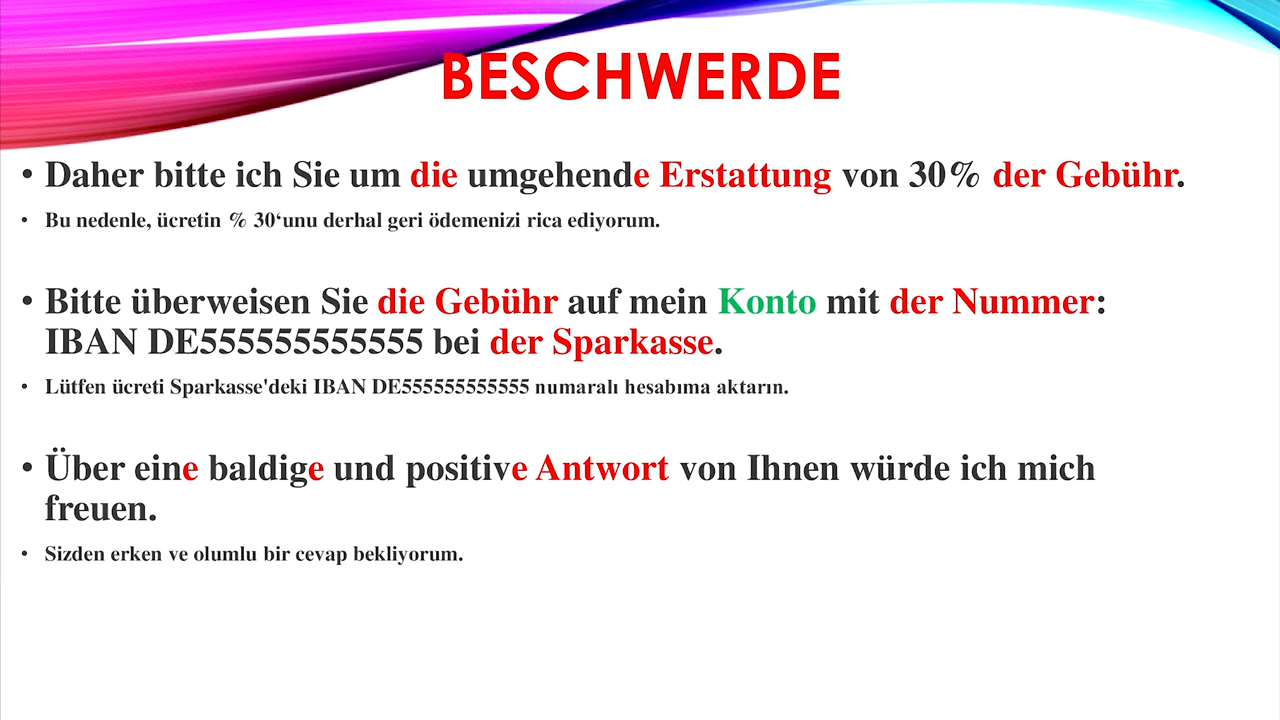 BESCHWERDE
• Daher bitte ich Sie um die umgehende Erstattung von 30% der Gebühr.
• Bu nedenle, ücretin % 30‘unu derhal geri ödemenizi rica ediyorum.
• Bitte überweisen Sie die Gebühr auf mein Konto mit der Nummer:
IBAN DE555555555555 bei der Sparkasse.
• Lütfen ücreti Sparkasse'deki IBAN DE555555555555 numaralı hesabıma aktarın.
• Über eine baldige und positive Antwort von Ihnen würde ich mich
freuen.
• Sizden erken ve olumlu bir cevap bekliyorum.